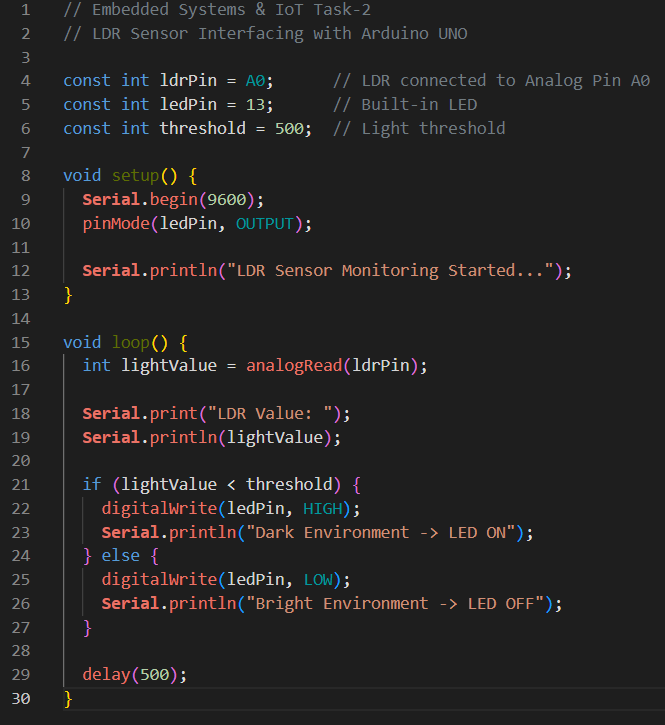 1 // Embedded Systems & IoT Task-2
2 // LDR Sensor Interfacing with Arduino UNO
3
4 const int ldrPin = A0;      // LDR connected to Analog Pin A0
5 const int ledPin = 13;      // Built-in LED
6 const int threshold = 500;  // Light threshold
7
8 void setup() {
9   Serial.begin(9600);
10   pinMode(ledPin, OUTPUT);
11
12   Serial.println("LDR Sensor Monitoring Started...");
13 }
14
15 void loop() {
16   int lightValue = analogRead(ldrPin);
17
18   Serial.print("LDR Value: ");
19   Serial.println(lightValue);
20
21   if (lightValue < threshold) {
22     digitalWrite(ledPin, HIGH);
23     Serial.println("Dark Environment -> LED ON");
24   } else {
25     digitalWrite(ledPin, LOW);
26     Serial.println("Bright Environment -> LED OFF");
27   }
28
29   delay(500);
30 }